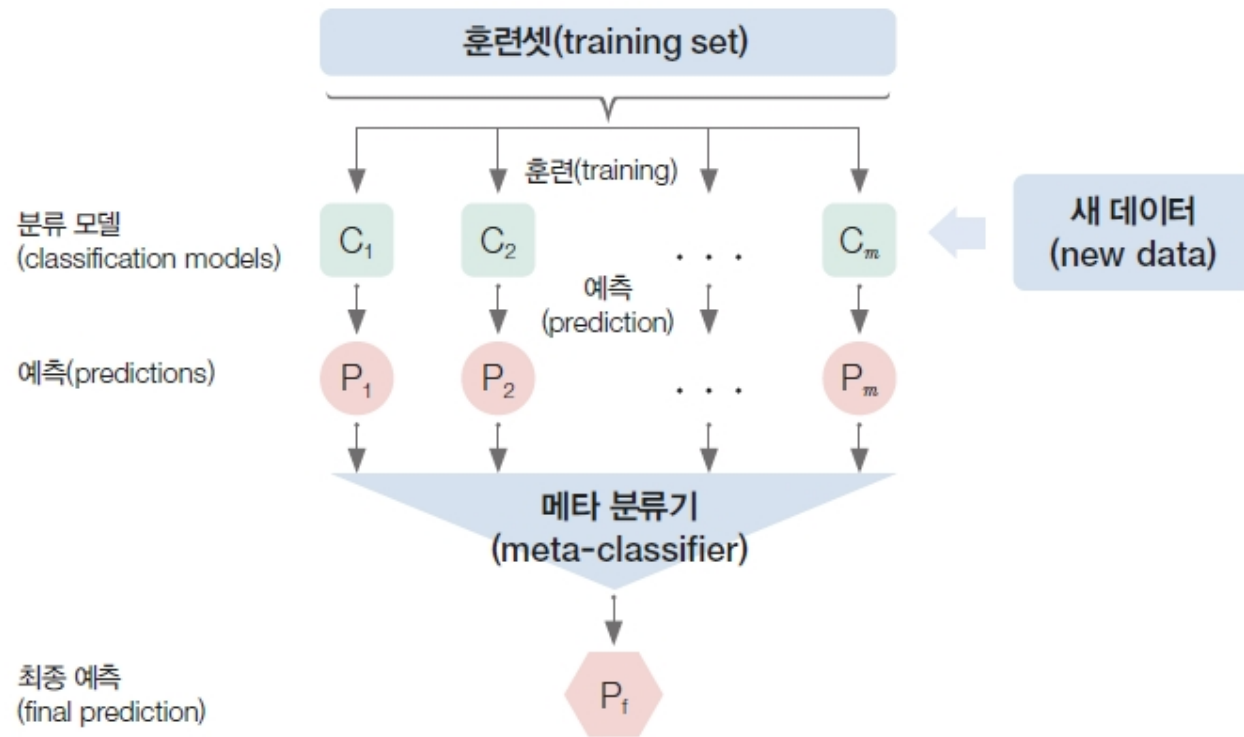 훈련셋(training set)
훈련(training)
분류 모델
(classification models)
C₁
C₂
. . .
Cₘ
새 데이터
(new data)
예측
(prediction)
예측(predictions)
P₁
P₂
. . .
Pₘ
메타 분류기
(meta-classifier)
최종 예측
(final prediction)
P_f